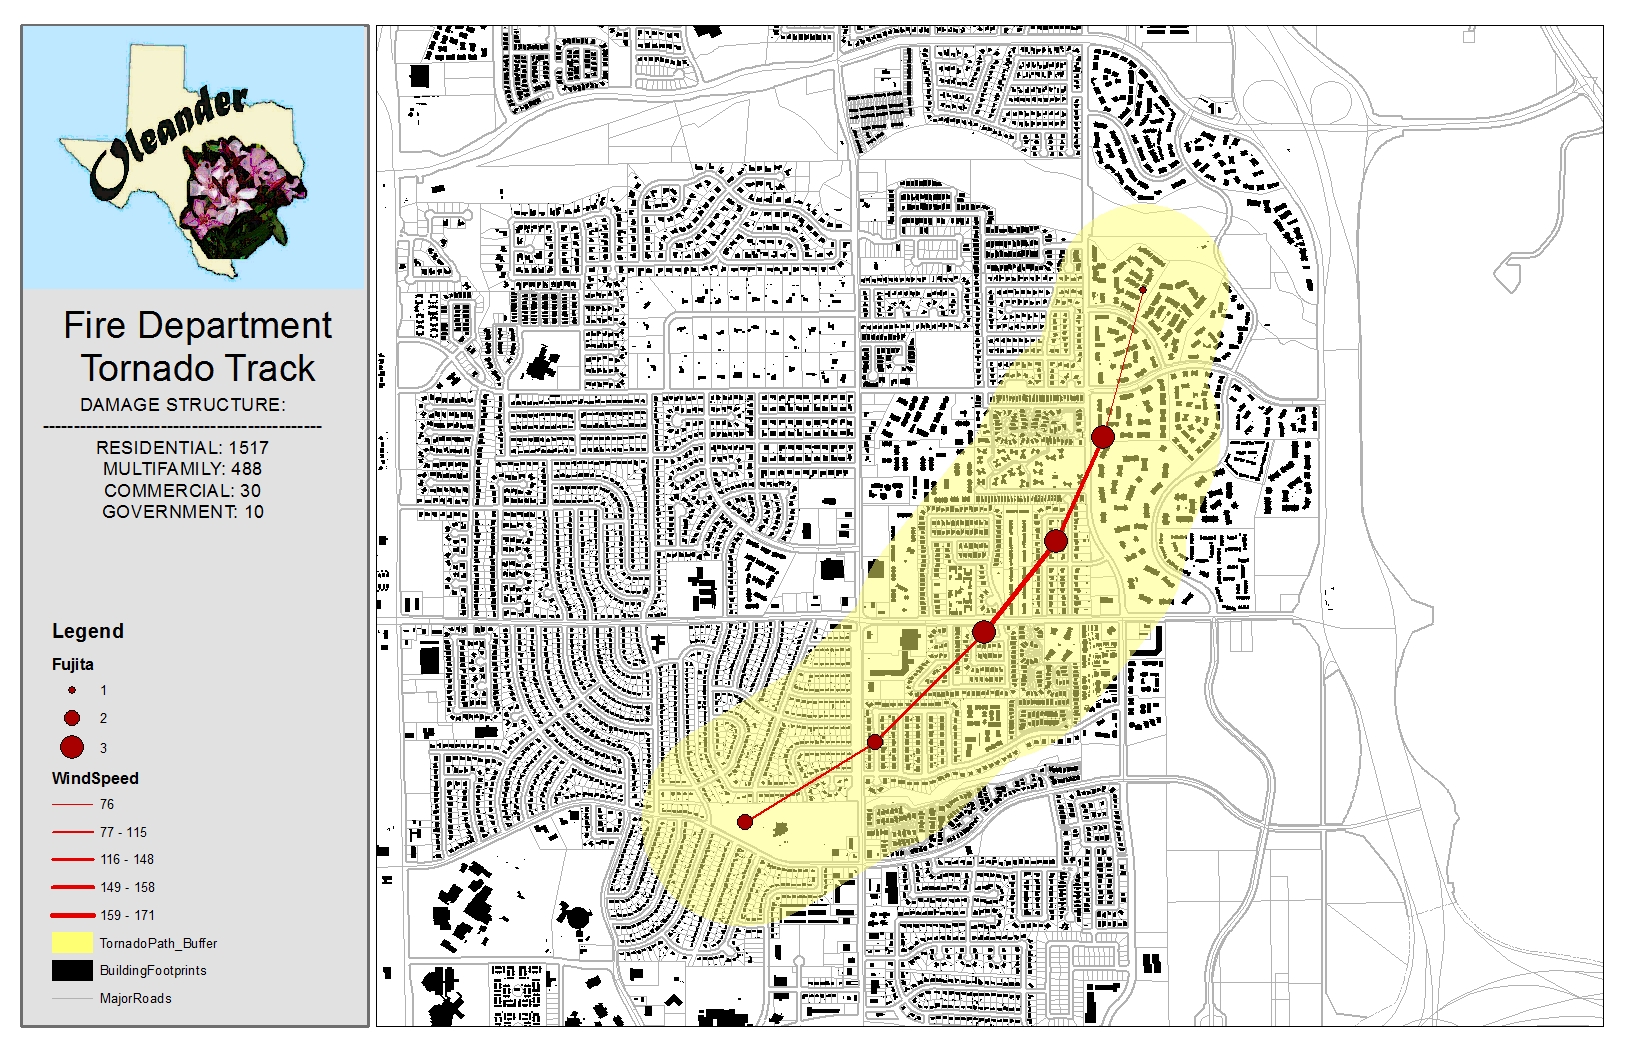 Oleander
Fire Department
Tornado Track
DAMAGE STRUCTURE:
----------------------------------------------
RESIDENTIAL: 1517
MULTIFAMILY: 488
COMMERCIAL: 30
GOVERNMENT: 10
Legend
Fujita
1
2
3
WindSpeed
76
77 - 115
116 - 148
149 - 158
159 - 171
TornadoPath_Buffer
BuildingFootprints
MajorRoads